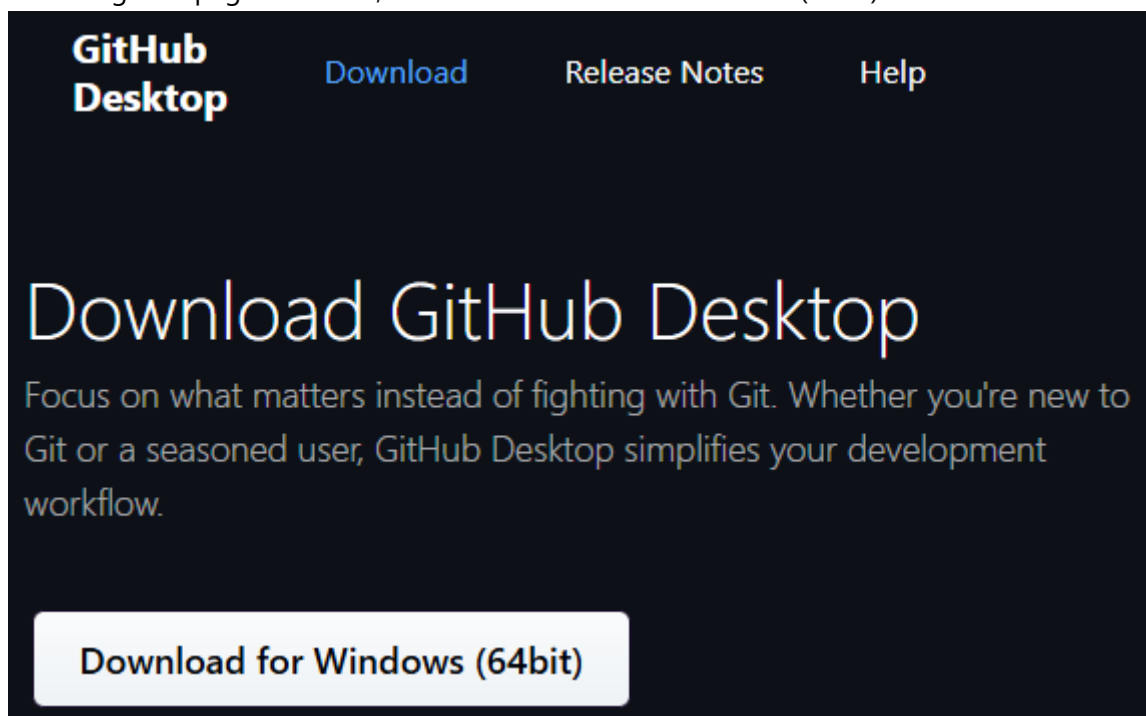 GitHub
Desktop
Download
Release Notes
Help
Download GitHub Desktop
Focus on what matters instead of fighting with Git. Whether you're new to
Git or a seasoned user, GitHub Desktop simplifies your development
workflow.
Download for Windows (64bit)